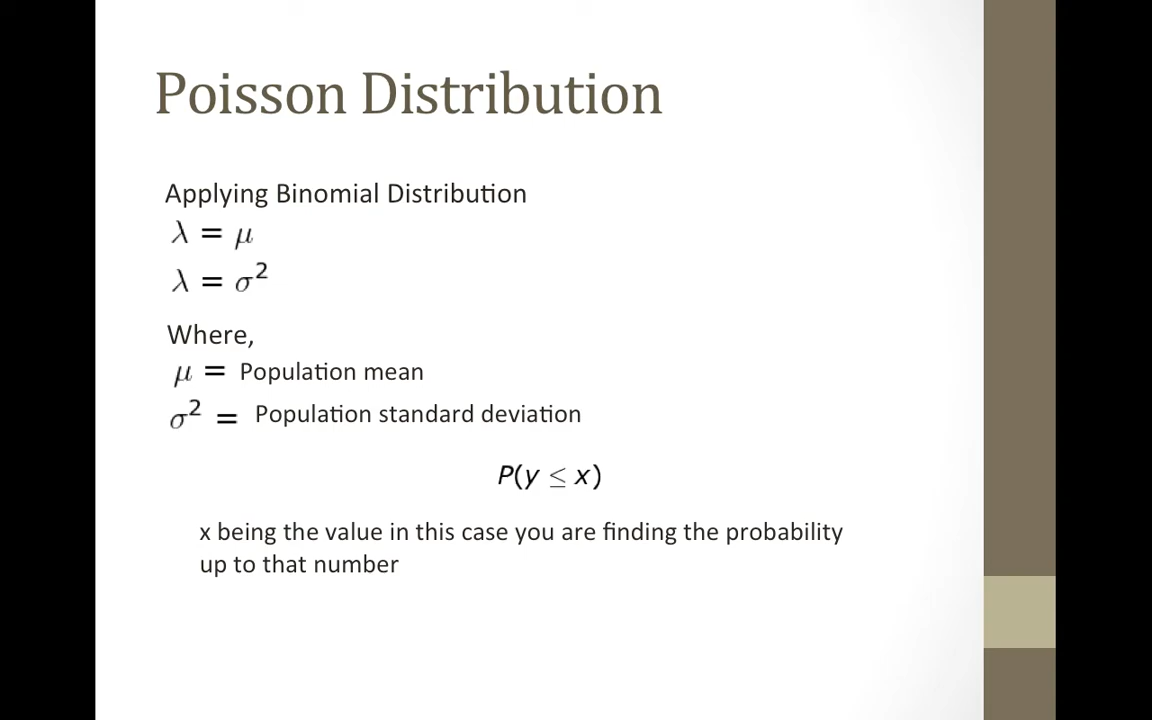 Poisson Distribution
Applying Binomial Distribution
λ = μ
λ = σ²
Where,
μ = Population mean
σ² = Population standard deviation
P(y ≤ x)
x being the value in this case you are finding the probability
up to that number